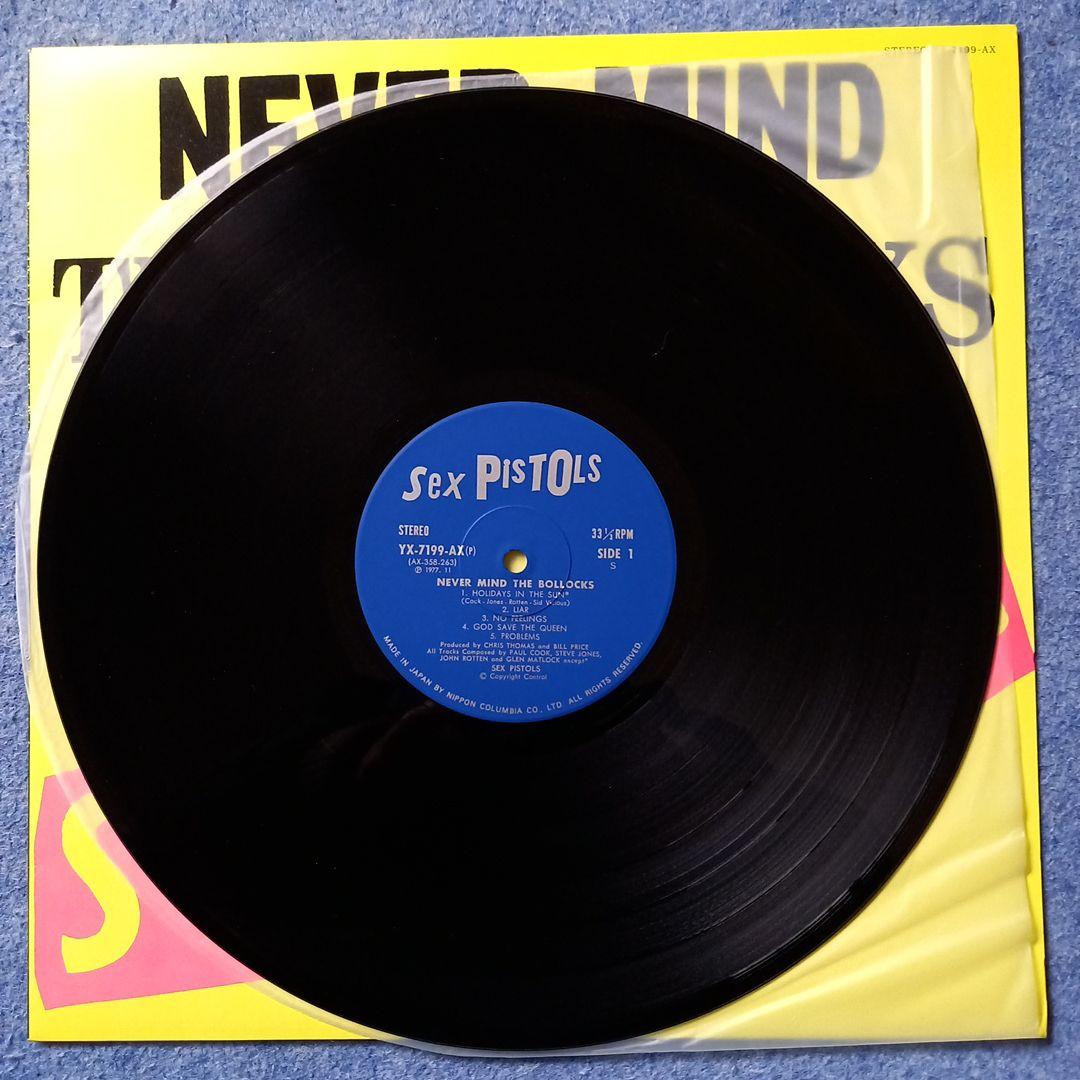 STEREO 7199-AX
NEVER MIND
KS
S
Sex PisTOLs
STEREO
33 1/3 RPM
YX-7199-AX(P)
SIDE 1
(AX-358-263)
S
℗ 1977. 11
NEVER MIND THE BOLLOCKS
1. HOLIDAYS IN THE SUN*
(Cook - Jones - Rotten - Sid Vicious)
2. LIAR
3. NO FEELINGS
4. GOD SAVE THE QUEEN
5. PROBLEMS
Produced by CHRIS THOMAS and BILL PRICE
All Tracks Composed by PAUL COOK, STEVE JONES,
JOHN ROTTEN and GLEN MATLOCK except*
SEX PISTOLS
© Copyright Control
MADE IN JAPAN BY NIPPON COLUMBIA CO., LTD. ALL RIGHTS RESERVED.